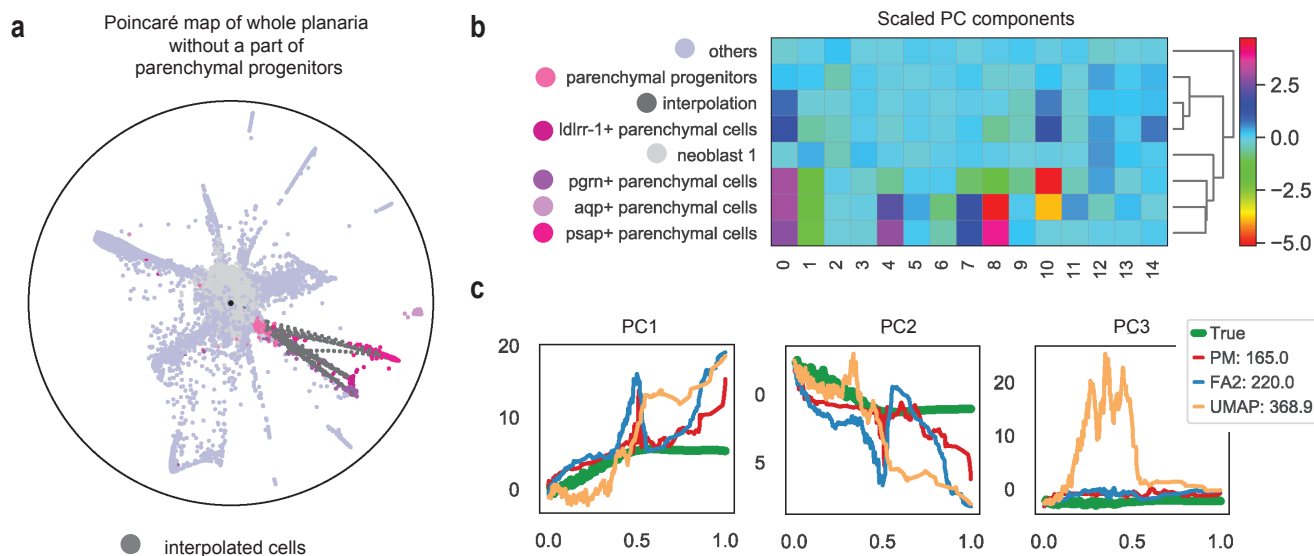 a
Poincaré map of whole planaria
without a part of
parenchymal progenitors
interpolated cells
b
Scaled PC components
others
parenchymal progenitors
interpolation
ldlrr-1+ parenchymal cells
neoblast 1
pgrn+ parenchymal cells
aqp+ parenchymal cells
psap+ parenchymal cells
0 1 2 3 4 5 6 7 8 9 10 11 12 13 14
2.5
0.0
−2.5
−5.0
c
PC1
20
10
0
0.0 0.5 1.0
PC2
0
5
0.0 0.5 1.0
PC3
20
10
0
0.0 0.5 1.0
True
PM: 165.0
FA2: 220.0
UMAP: 368.9